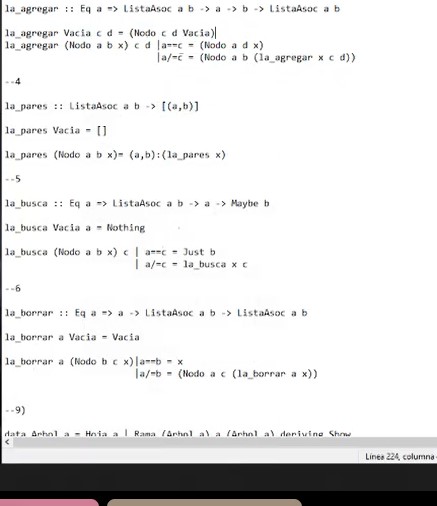 la_agregar :: Eq a => ListaAsoc a b -> a -> b -> ListaAsoc a b
la_agregar Vacia c d = (Nodo c d Vacia)
la_agregar (Nodo a b x) c d |a==c = (Nodo a d x)
|a/=c = (Nodo a b (la_agregar x c d))
--4
la_pares :: ListaAsoc a b -> [(a,b)]
la_pares Vacia = []
la_pares (Nodo a b x)= (a,b):(la_pares x)
--5
la_busca :: Eq a => ListaAsoc a b -> a -> Maybe b
la_busca Vacia a = Nothing
la_busca (Nodo a b x) c | a==c = Just b
| a/=c = la_busca x c
--6
la_borrar :: Eq a => a -> ListaAsoc a b -> ListaAsoc a b
la_borrar a Vacia = Vacia
la_borrar a (Nodo b c x)|a==b = x
|a/=b = (Nodo a c (la_borrar a x))
--9)
data Arbol a = Hoja a | Rama (Arbol a) a (Arbol a) deriving Show
Línea 224, columna